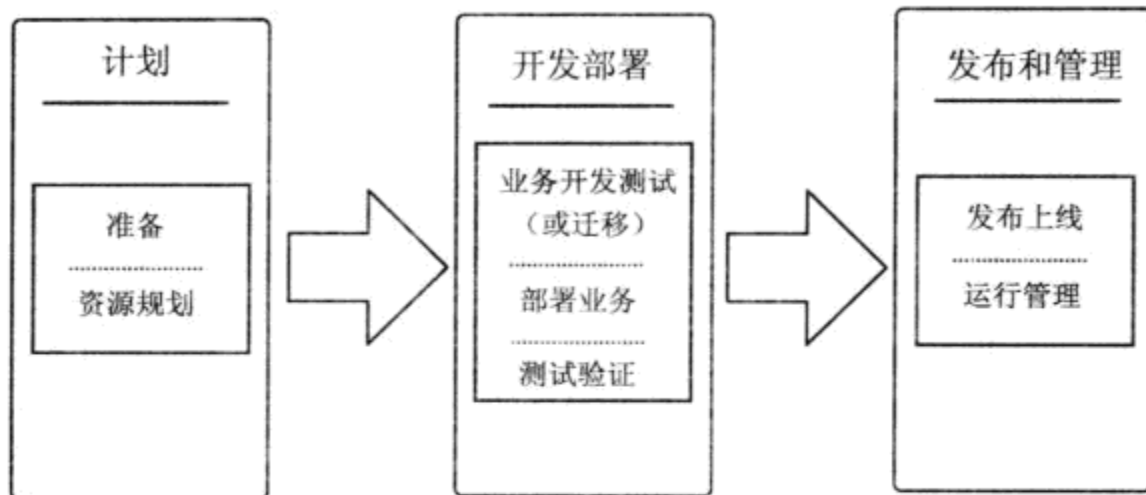 计划
准备
资源规划
开发部署
业务开发测试
（或迁移）
部署业务
测试验证
发布和管理
发布上线
运行管理